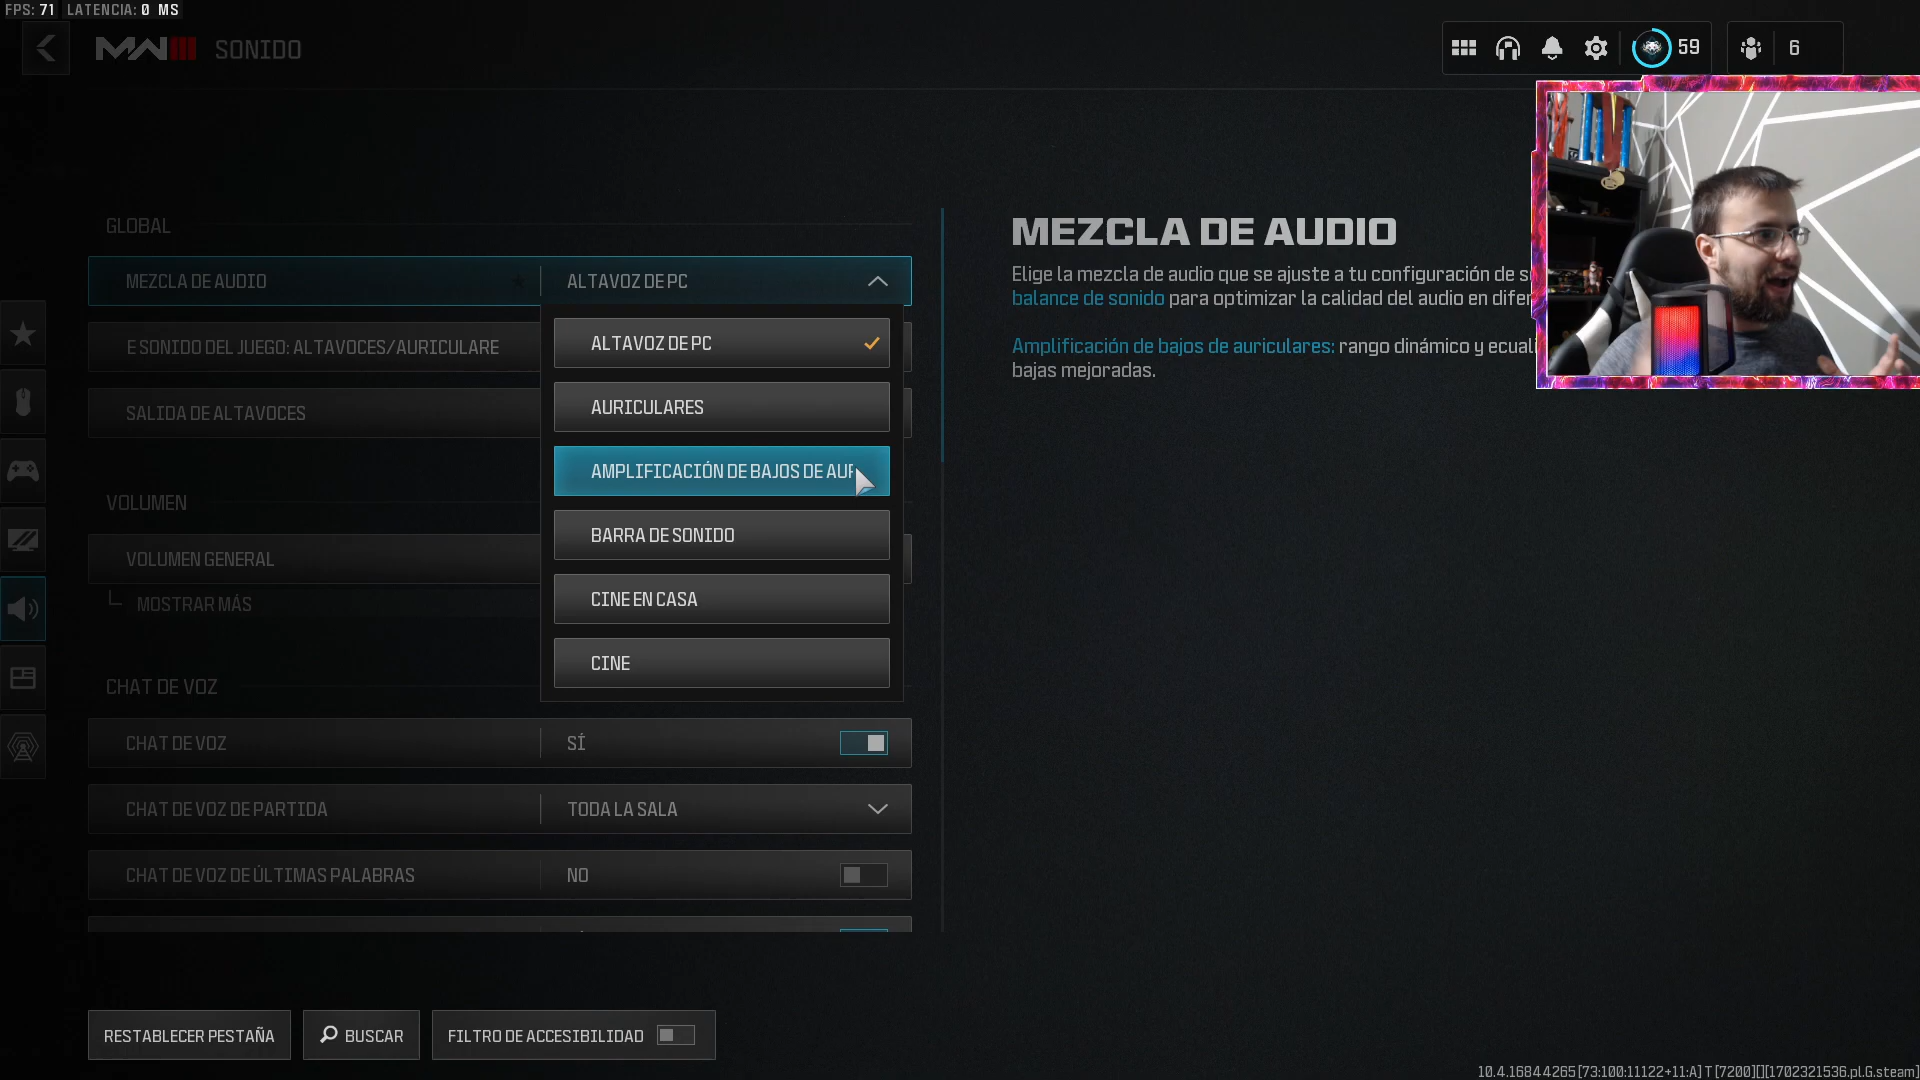 FPS: 71 LATENCIA: 0 MS
MWIII SONIDO
59
6
GLOBAL
MEZCLA DE AUDIO
ALTAVOZ DE PC
ALTAVOZ DE PC
AURICULARES
AMPLIFICACIÓN DE BAJOS DE AUR
BARRA DE SONIDO
CINE EN CASA
CINE
E SONIDO DEL JUEGO: ALTAVOCES/AURICULARE
SALIDA DE ALTAVOCES
VOLUMEN
VOLUMEN GENERAL
MOSTRAR MÁS
CHAT DE VOZ
CHAT DE VOZ SÍ
CHAT DE VOZ DE PARTIDA TODA LA SALA
CHAT DE VOZ DE ÚLTIMAS PALABRAS NO
MEZCLA DE AUDIO
Elige la mezcla de audio que se ajuste a tu configuración de s
balance de sonido para optimizar la calidad del audio en difer
Amplificación de bajos de auriculares: rango dinámico y ecuali
bajas mejoradas.
RESTABLECER PESTAÑA BUSCAR FILTRO DE ACCESIBILIDAD
10.4.16844265[73:100:11122+11:A] T [7200][][1702321536.pl.G.steam]